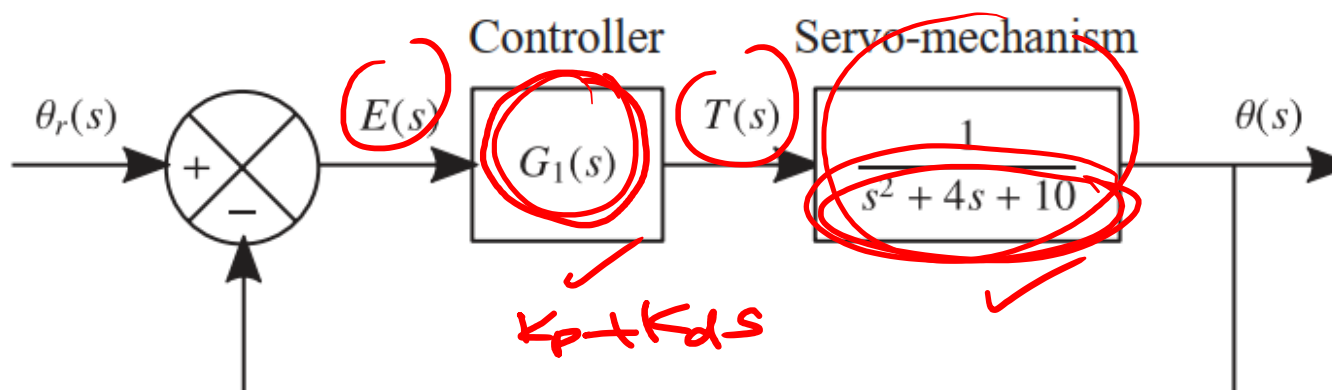 Controller Servo-mechanism
θr(s) E(s) G1(s) T(s) 1 θ(s)
+ s² + 4s + 10
−
Kp+Kds